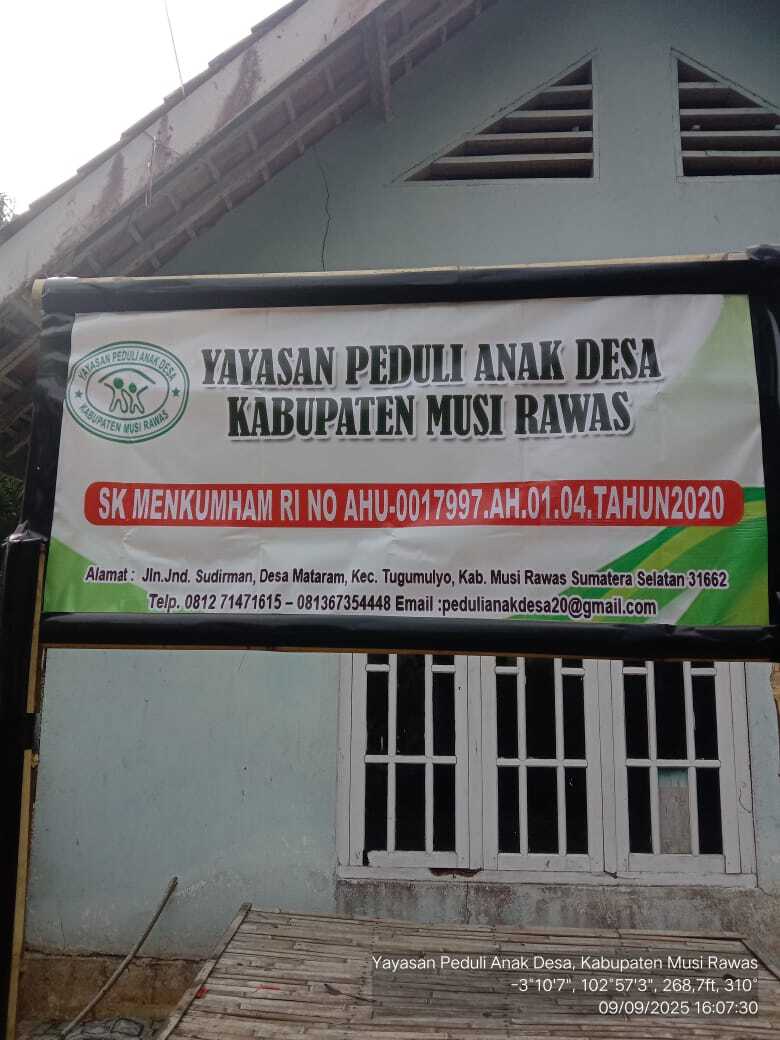 YAYASAN PEDULI ANAK DESA
KABUPATEN MUSI RAWAS
YAYASAN PEDULI ANAK DESA
KABUPATEN MUSI RAWAS
SK MENKUMHAM RI NO AHU-0017997.AH.01.04.TAHUN2020
Alamat : Jln.Jnd. Sudirman, Desa Mataram, Kec. Tugumulyo, Kab. Musi Rawas Sumatera Selatan 31662
Telp. 0812 71471615 – 081367354448 Email :pedulianakdesa20@gmail.com
Yayasan Peduli Anak Desa, Kabupaten Musi Rawas
-3°10'7", 102°57'3", 268,7ft, 310°
09/09/2025 16:07:30